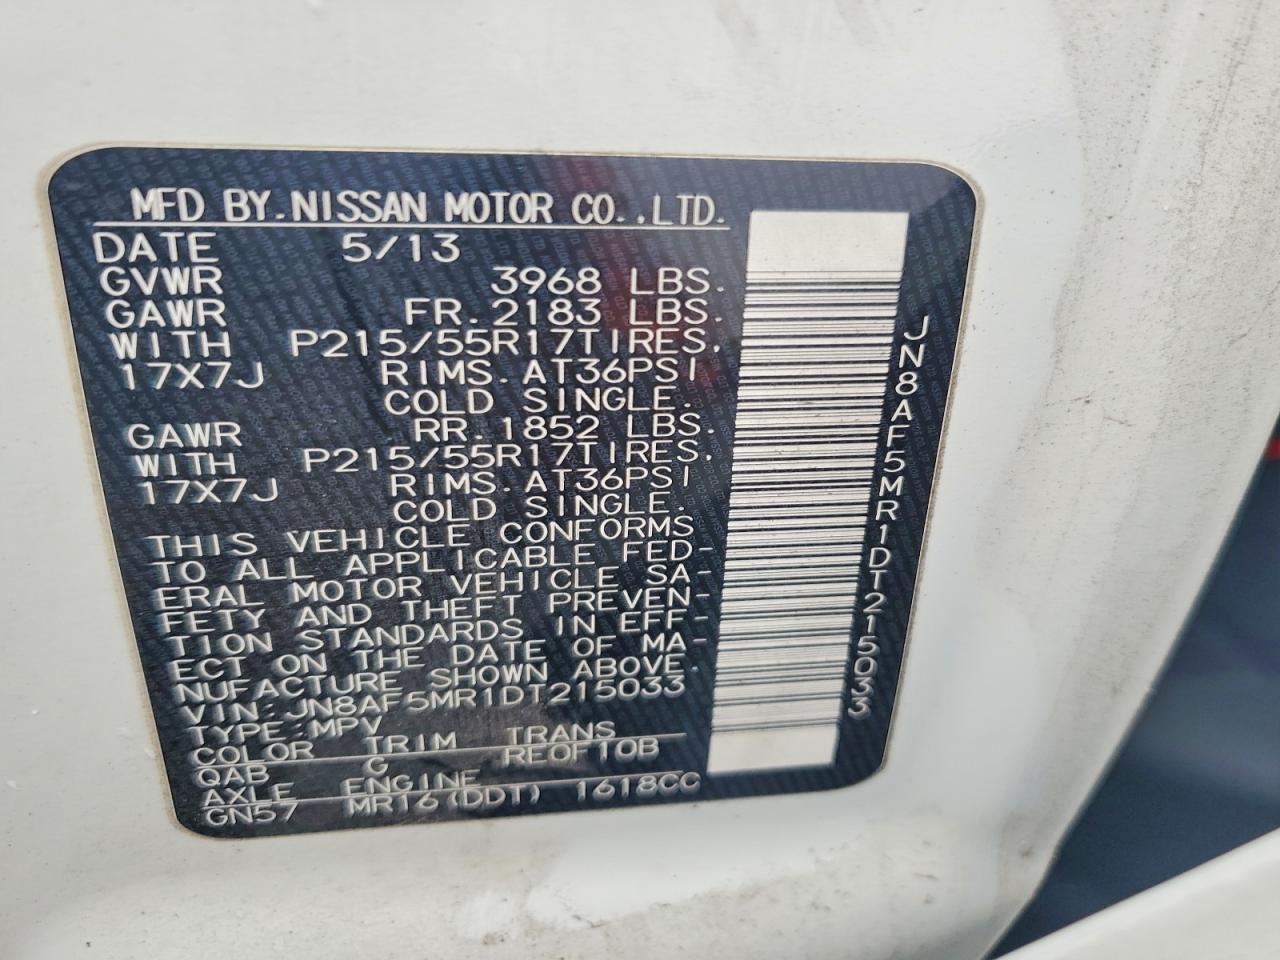 MFD BY.NISSAN MOTOR CO.,LTD.
DATE 5/13
GVWR 3968 LBS.
GAWR FR.2183 LBS.
WITH P215/55R17TIRES.
17X7J RIMS.AT36PSI
COLD SINGLE.
GAWR RR.1852 LBS.
WITH P215/55R17TIRES.
17X7J RIMS.AT36PSI
COLD SINGLE.
THIS VEHICLE CONFORMS
TO ALL APPLICABLE FED-
ERAL MOTOR VEHICLE SA-
FETY AND THEFT PREVEN-
TION STANDARDS IN EFF-
ECT ON THE DATE OF MA-
NUFACTURE SHOWN ABOVE.
VIN:JN8AF5MR1DT215033
TYPE:MPV
COLOR TRIM TRANS
QAB G RE0F10B
AXLE ENGINE
GN57 MR16(DDT) 1618CC
JN8AF5MR1DT215033